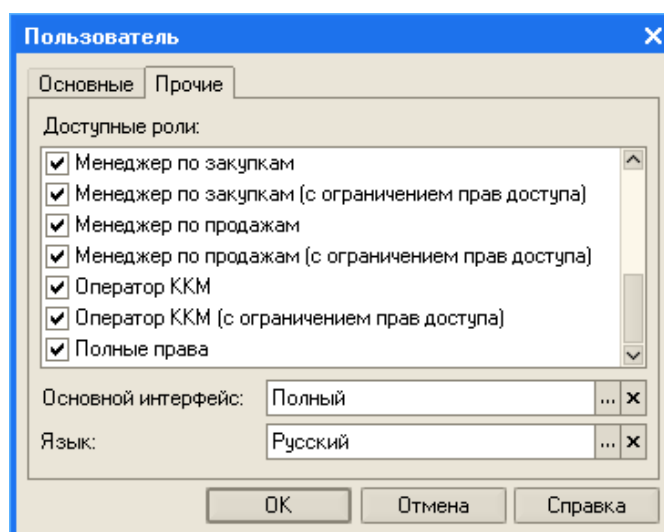 Пользователь
Основные Прочие
Доступные роли:
Менеджер по закупкам
Менеджер по закупкам (с ограничением прав доступа)
Менеджер по продажам
Менеджер по продажам (с ограничением прав доступа)
Оператор ККМ
Оператор ККМ (с ограничением прав доступа)
Полные права
Основной интерфейс: Полный ...
Язык: Русский ...
OK Отмена Справка